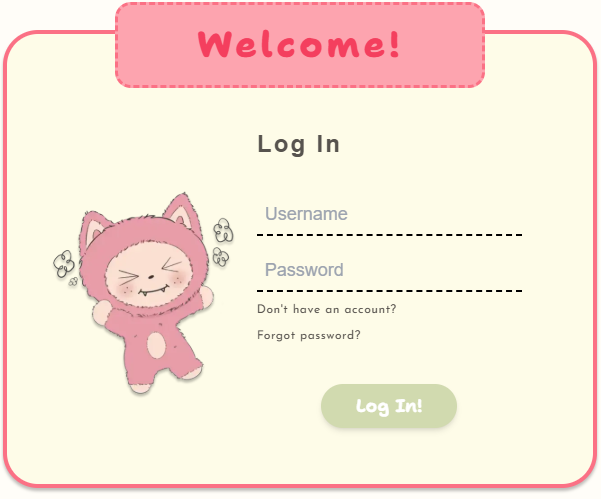 Welcome!
Log In
Username
Password
Don't have an account?
Forgot password?
Log In!